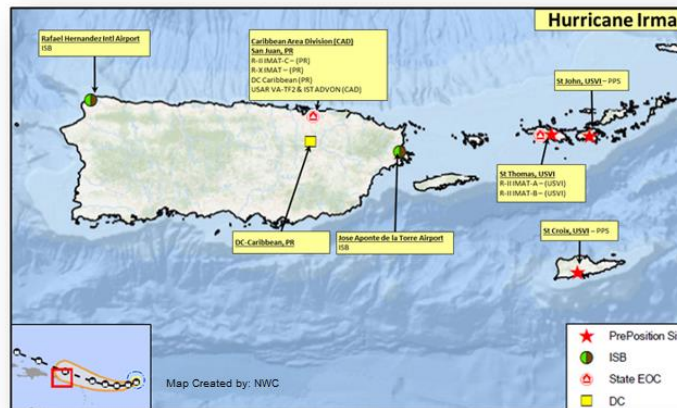 Hurricane Irma
Rafael Hernandez Intl Airport
ISB
Caribbean Area Division (CAD)
San Juan, PR
R-II IMAT-C – (PR)
R-X IMAT – (PR)
DC Caribbean (PR)
USAR VA-TF2 & IST ADVON (CAD)
St John, USVI – PPS
St Thomas, USVI
R-II IMAT-A – (USVI)
R-II IMAT-B – (USVI)
DC-Caribbean, PR
Jose Aponte de la Torre Airport
ISB
St Croix, USVI – PPS
Map Created by: NWC
PrePosition Si
ISB
State EOC
DC